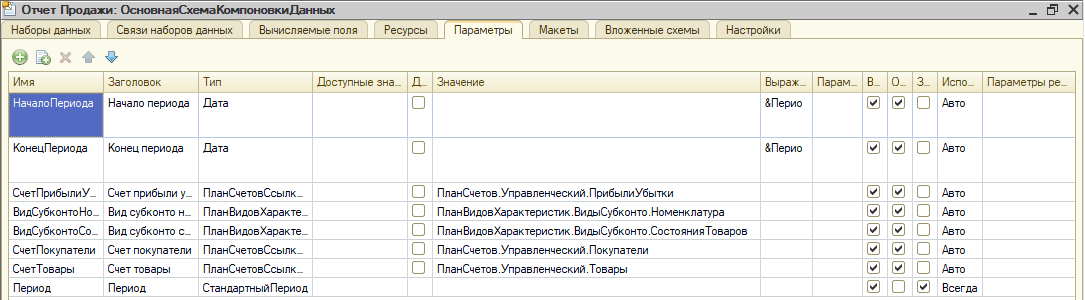 Отчет Продажи: ОсновнаяСхемаКомпоновкиДанных
Наборы данных Связи наборов данных Вычисляемые поля Ресурсы Параметры Макеты Вложенные схемы Настройки
Имя Заголовок Тип Доступные зна... Д... Значение Выраж... Парам... В... О... З... Испо... Параметры ре...
НачалоПериода Начало периода Дата &Перио Авто
КонецПериода Конец периода Дата &Перио Авто
СчетПрибылиУ... Счет прибыли у... ПланСчетовСсылк... ПланСчетов.Управленческий.ПрибылиУбытки Авто
ВидСубконтоНо... Вид субконто н... ПланВидовХаракте... ПланВидовХарактеристик.ВидыСубконто.Номенклатура Авто
ВидСубконтоСо... Вид субконто с... ПланВидовХаракте... ПланВидовХарактеристик.ВидыСубконто.СостоянияТоваров Авто
СчетПокупатели Счет покупатели ПланСчетовСсылк... ПланСчетов.Управленческий.Покупатели Авто
СчетТовары Счет товары ПланСчетовСсылк... ПланСчетов.Управленческий.Товары Авто
Период Период СтандартныйПериод Всегда